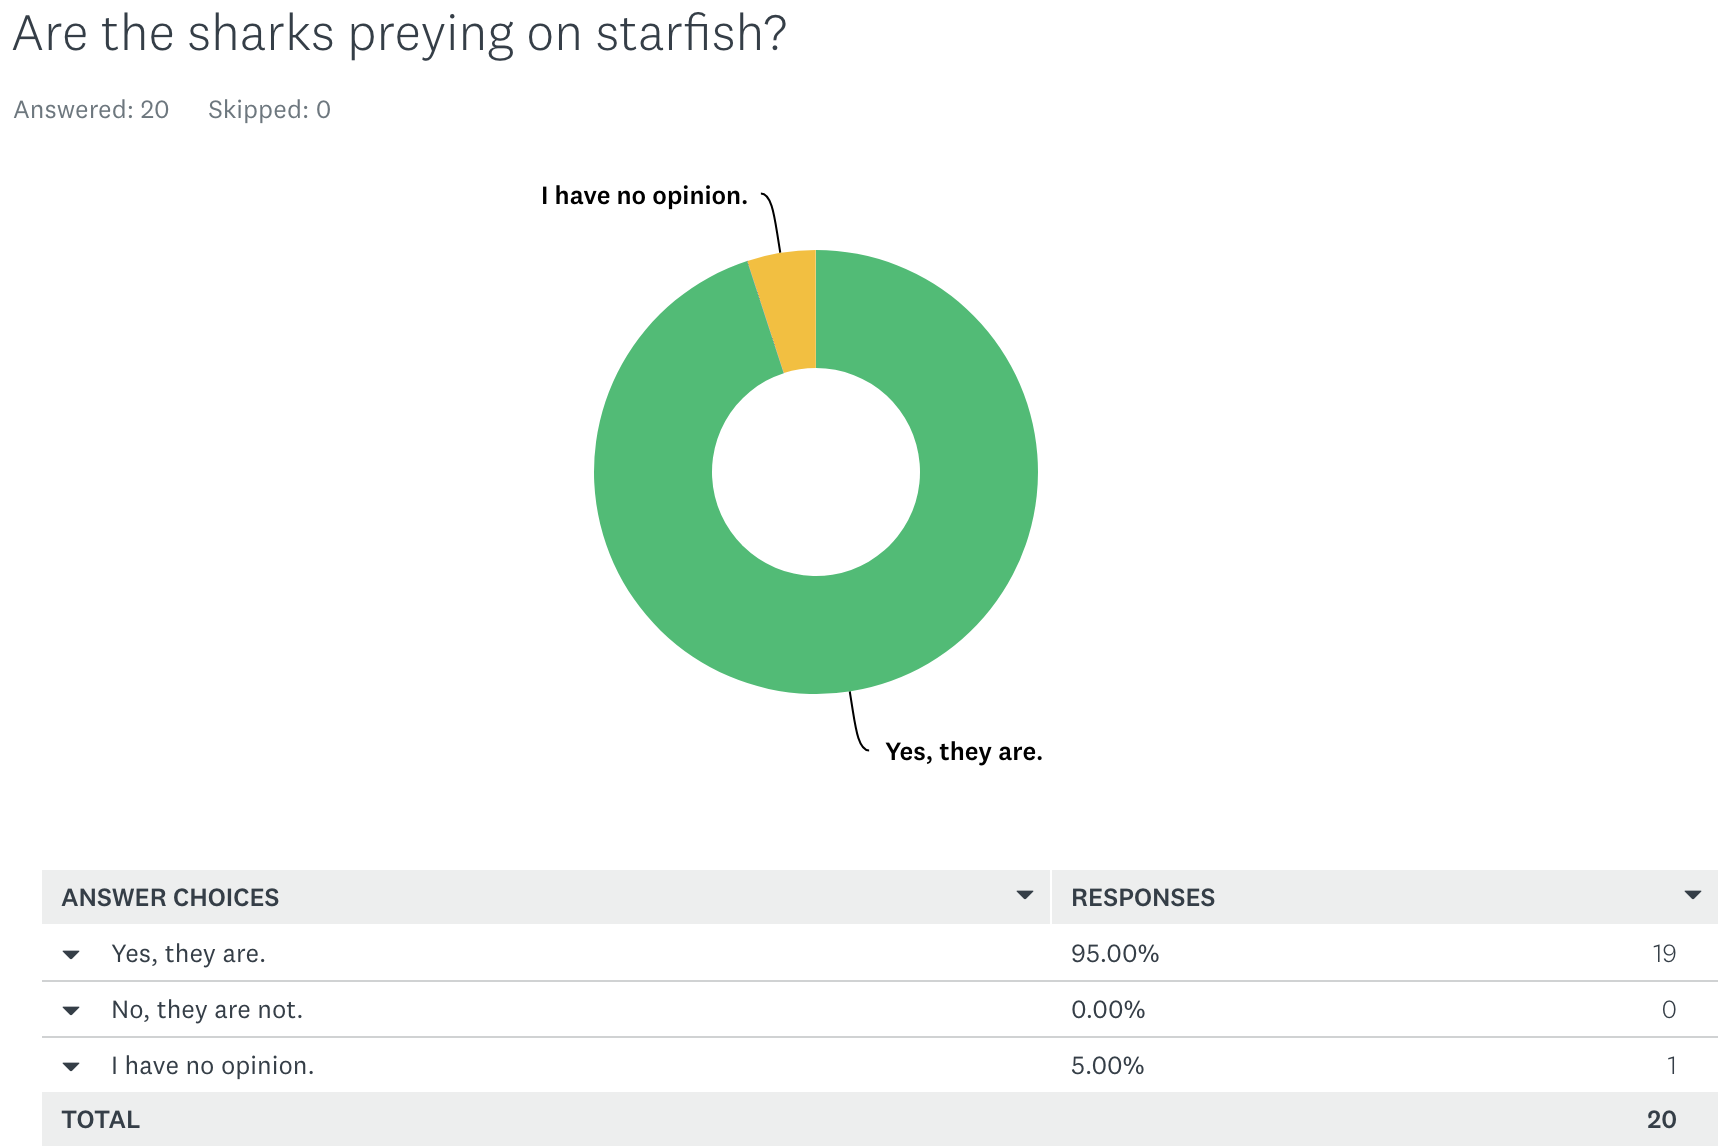 Are the sharks preying on starfish?
Answered: 20 Skipped: 0
I have no opinion.
Yes, they are.
ANSWER CHOICES RESPONSES
Yes, they are. 95.00% 19
No, they are not. 0.00% 0
I have no opinion. 5.00% 1
TOTAL 20